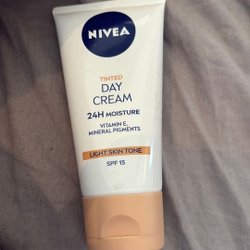 NIVEA
TINTED
DAY
CREAM
24H MOISTURE
VITAMIN E,
MINERAL PIGMENTS
LIGHT SKIN TONE
SPF 15